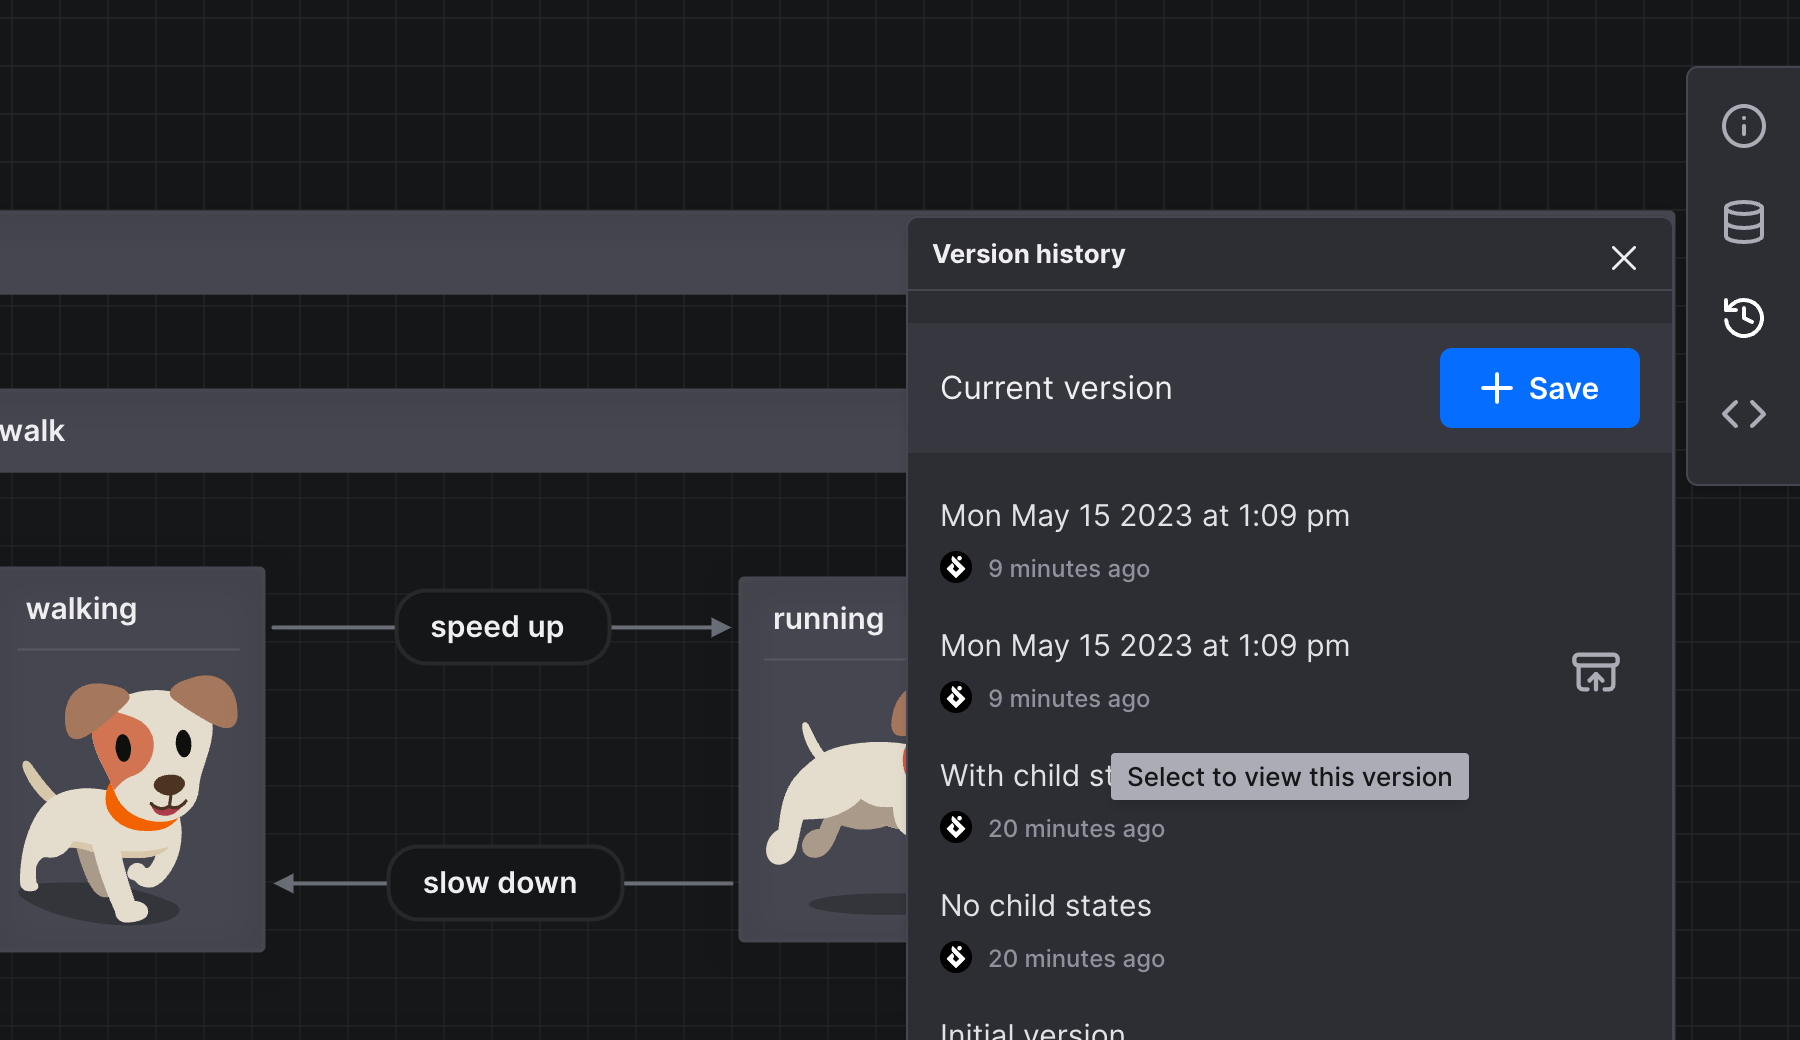 Version history
Current version
Save
walk
Mon May 15 2023 at 1:09 pm
9 minutes ago
walking
speed up
running
Mon May 15 2023 at 1:09 pm
9 minutes ago
With child st
Select to view this version
20 minutes ago
slow down
No child states
20 minutes ago
Initial version